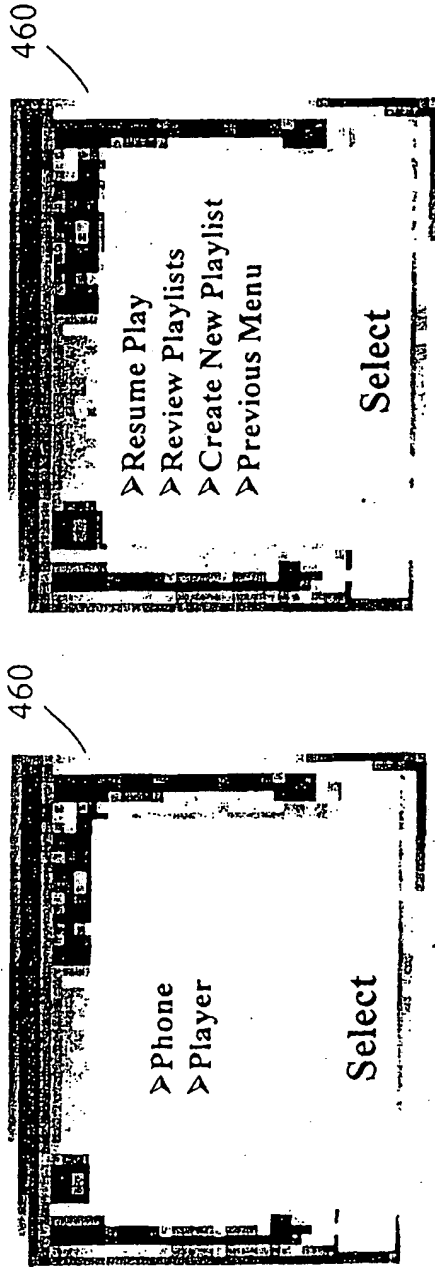 460
➢Phone
➢Player
Select
460
➢Resume Play
➢Review Playlists
➢Create New Playlist
➢Previous Menu
Select